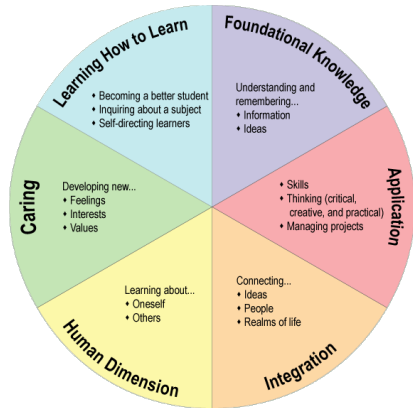 Learning How to Learn
♦ Becoming a better student
♦ Inquiring about a subject
♦ Self-directing learners
Foundational Knowledge
Understanding and
remembering...
♦ Information
♦ Ideas
Application
♦ Skills
♦ Thinking (critical,
creative, and practical)
♦ Managing projects
Integration
Connecting...
♦ Ideas
♦ People
♦ Realms of life
Human Dimension
Learning about...
♦ Oneself
♦ Others
Caring
Developing new...
♦ Feelings
♦ Interests
♦ Values